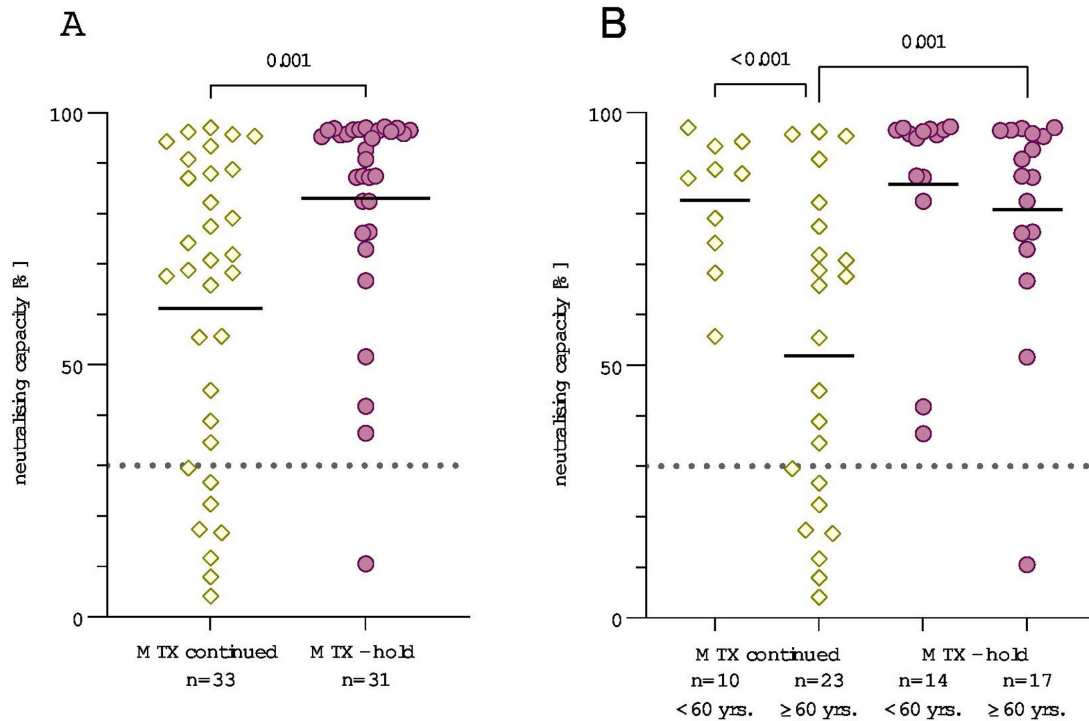 A
0.001
100
50
0
neutralising capacity [%]
MTX continued
n=33
MTX-hold
n=31
B
<0.001
0.001
100
50
0
neutralising capacity [%]
MTX continued
MTX-hold
n=10
n=23
n=14
n=17
<60 yrs.
≥60 yrs.
<60 yrs.
≥60 yrs.